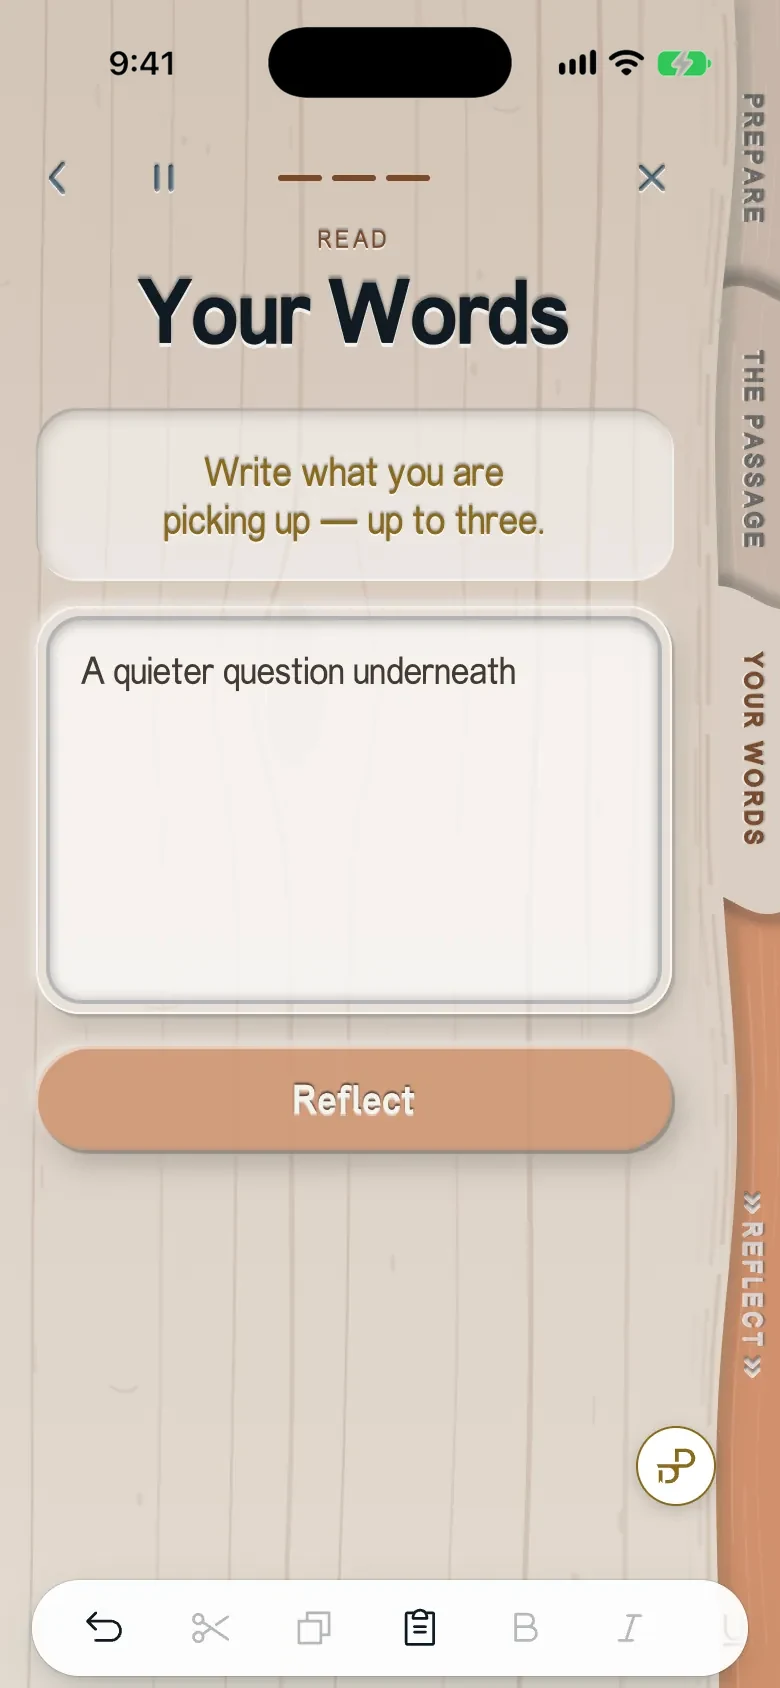 9:41
PREPARE
READ
Your Words
THE PASSAGE
Write what you are
picking up — up to three.
A quieter question underneath
YOUR WORDS
Reflect
» REFLECT »
B I U